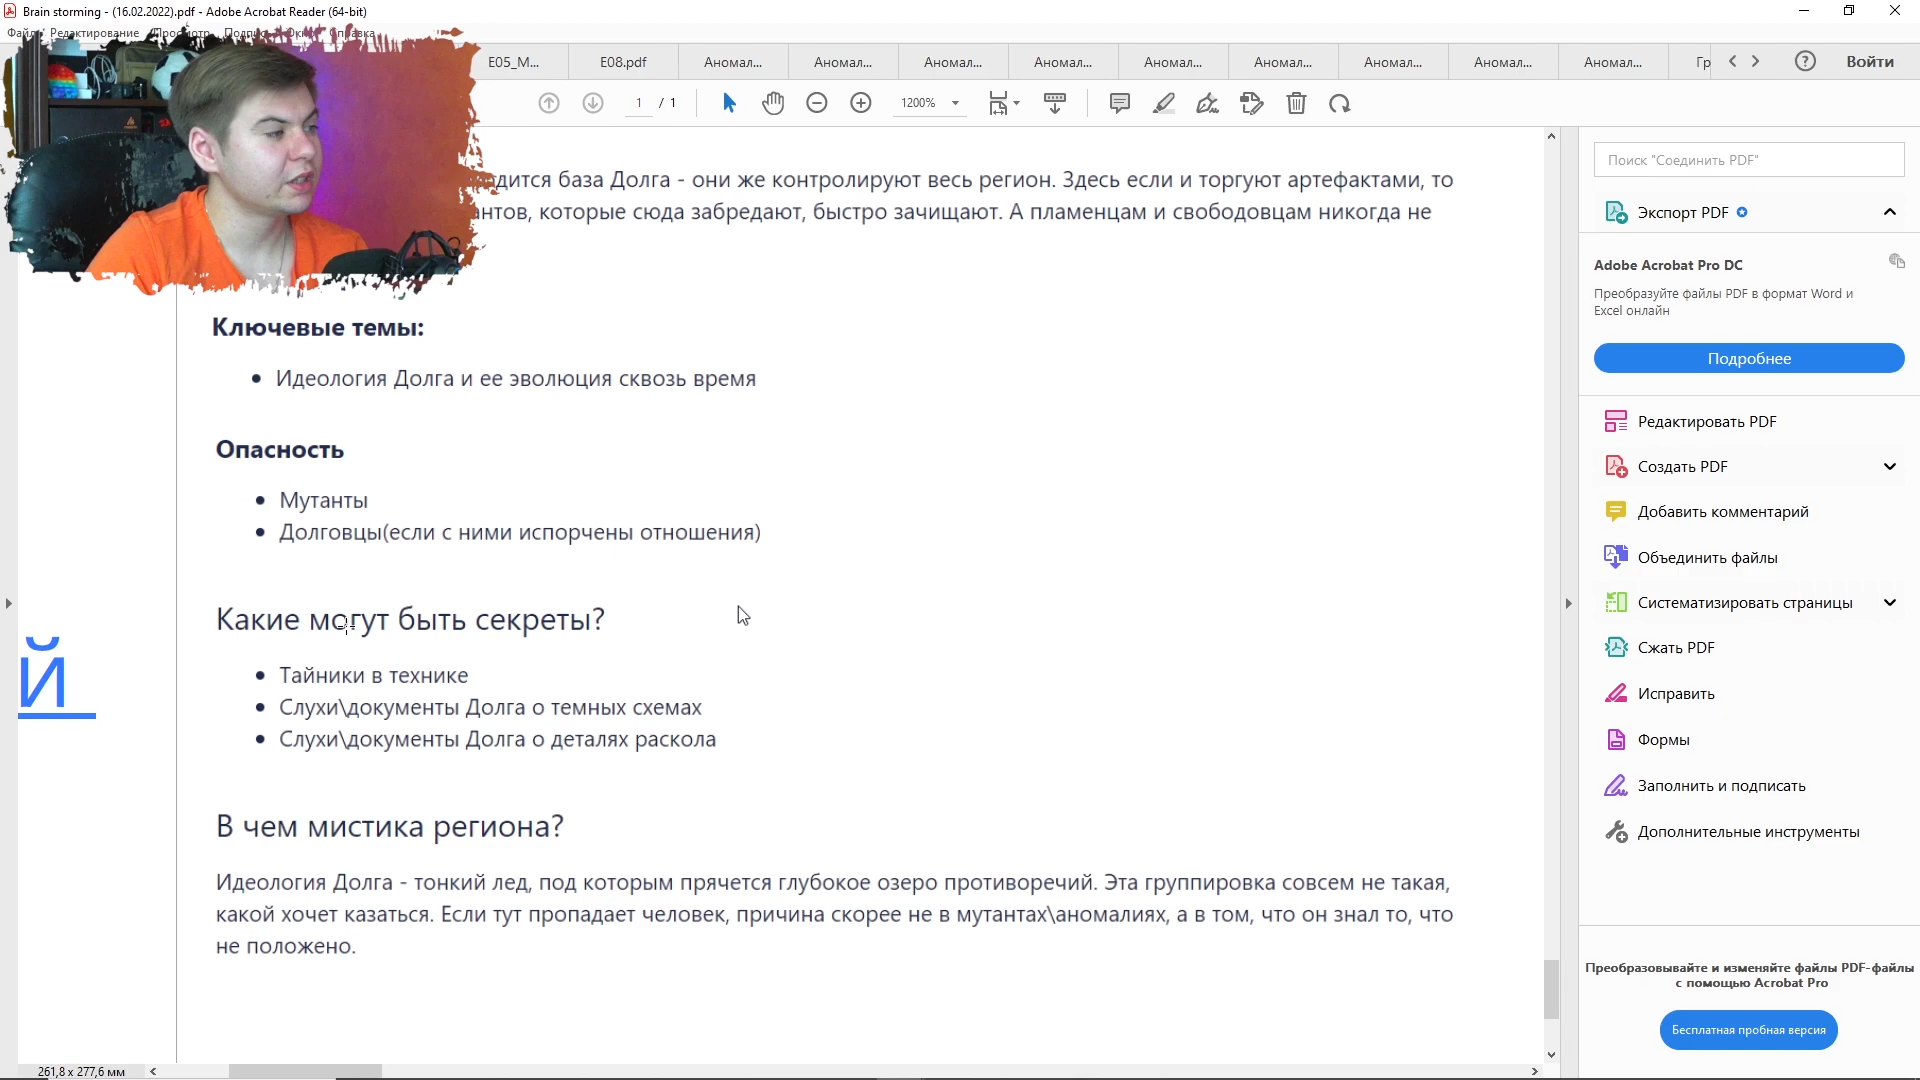 Brain storming - (16.02.2022).pdf - Adobe Acrobat Reader (64-bit)
Файл Редактирование Просмотр Подпись Окно Справка
E05_M... E08.pdf Аномал... Аномал... Аномал... Аномал... Аномал... Аномал... Аномал... Аномал... Аномал... Гр Войти
1 / 1 1200%
база Долга - они же контролируют весь регион. Здесь если и торгуют артефактами, то
которые сюда забредают, быстро зачищают. А пламенцам и свободовцам никогда не
Ключевые темы:
• Идеология Долга и ее эволюция сквозь время
Опасность
• Мутанты
• Долговцы(если с ними испорчены отношения)
Какие могут быть секреты?
• Тайники в технике
• Слухи\документы Долга о темных схемах
• Слухи\документы Долга о деталях раскола
В чем мистика региона?
Идеология Долга - тонкий лед, под которым прячется глубокое озеро противоречий. Эта группировка совсем не такая,
какой хочет казаться. Если тут пропадает человек, причина скорее не в мутантах\аномалиях, а в том, что он знал то, что
не положено.
й
261,8 x 277,6 мм
Поиск "Соединить PDF"
Экспорт PDF
Adobe Acrobat Pro DC
Преобразуйте файлы PDF в формат Word и
Excel онлайн
Подробнее
Редактировать PDF
Создать PDF
Добавить комментарий
Объединить файлы
Систематизировать страницы
Сжать PDF
Исправить
Формы
Заполнить и подписать
Дополнительные инструменты
Преобразовывайте и изменяйте файлы PDF-файлы
с помощью Acrobat Pro
Бесплатная пробная версия